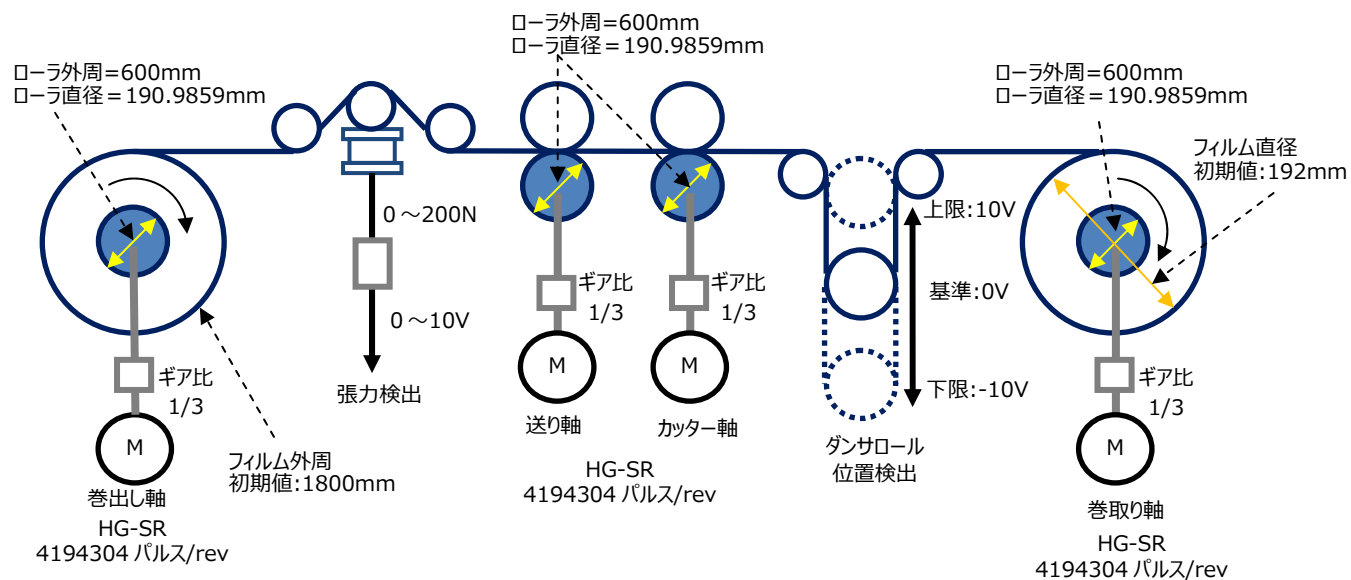 ローラ外周=600mm
ローラ直径=190.9859mm
ローラ外周=600mm
ローラ直径=190.9859mm
ローラ外周=600mm
ローラ直径=190.9859mm
フィルム直径
初期値:192mm
0～200N
0～10V
張力検出
ギア比
1/3
M
巻出し軸
HG-SR
4194304 パルス/rev
フィルム外周
初期値:1800mm
ギア比
1/3
M
送り軸
ギア比
1/3
M
カッター軸
HG-SR
4194304 パルス/rev
上限:10V
基準:0V
下限:-10V
ダンサロール
位置検出
ギア比
1/3
M
巻取り軸
HG-SR
4194304 パルス/rev